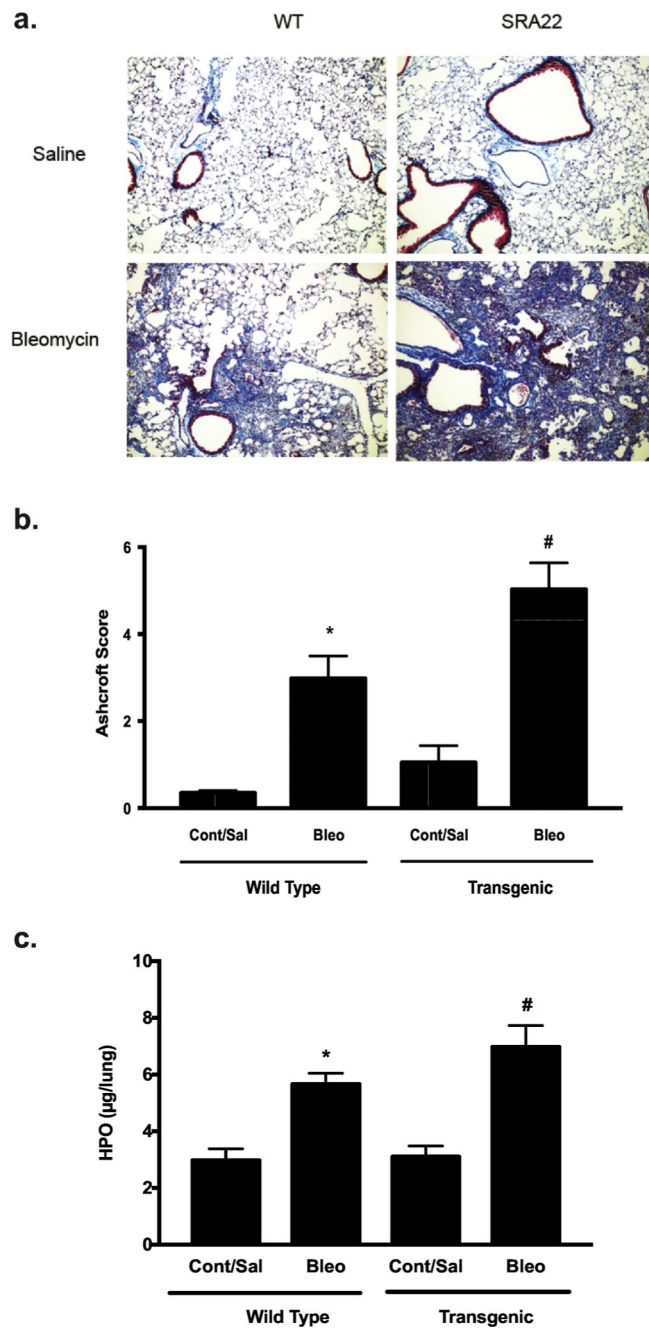 a.
WT SRA22
Saline
Bleomycin
b.
6
#
4
*
2
0
Ashcroft Score
Cont/Sal Bleo Cont/Sal Bleo
Wild Type Transgenic
c.
10
8
#
*
6
4
2
0
HPO (µg/lung)
Cont/Sal Bleo Cont/Sal Bleo
Wild Type Transgenic